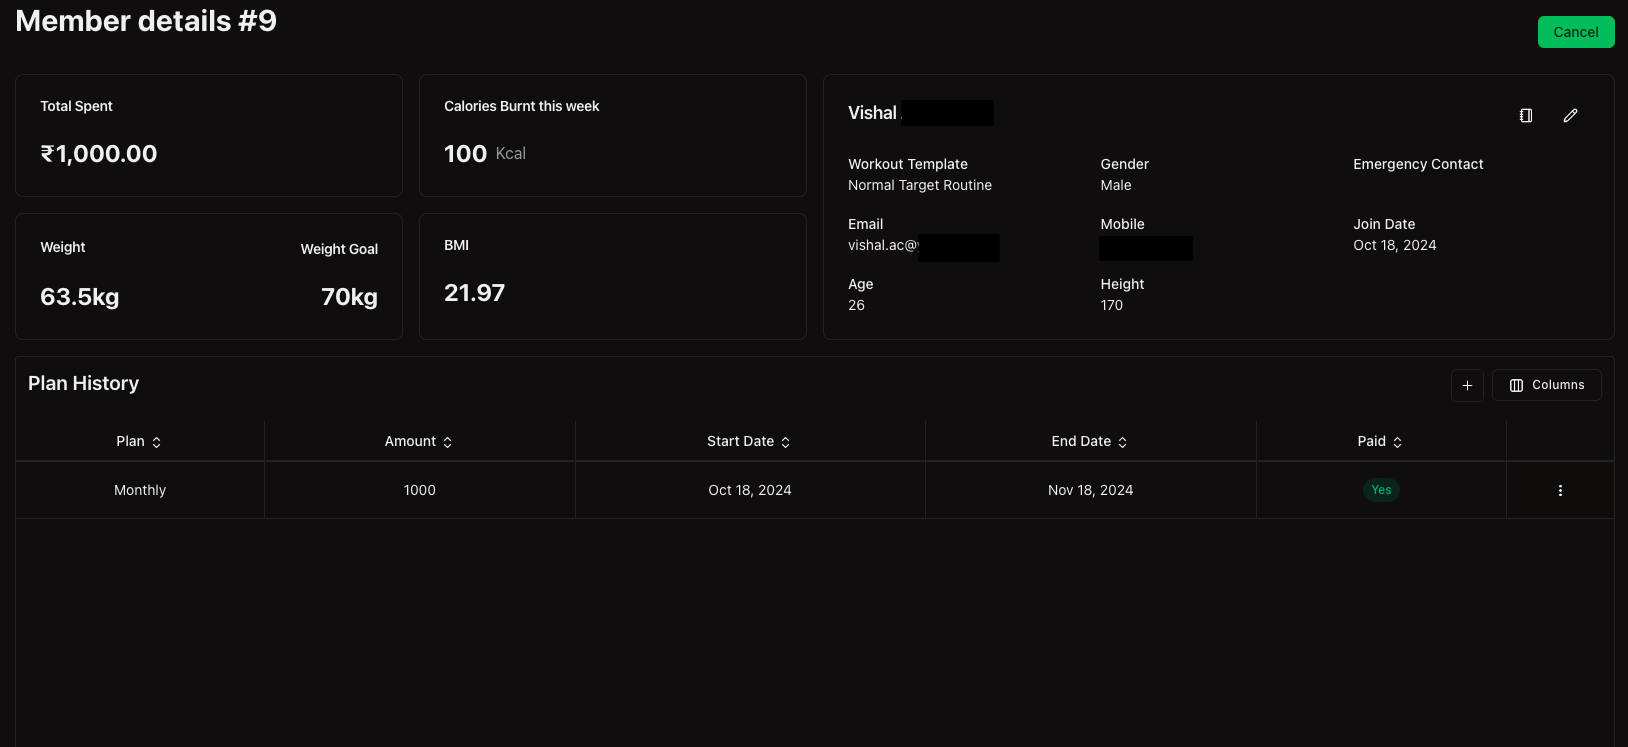 Member details #9
Cancel
Total Spent
₹1,000.00
Calories Burnt this week
100 Kcal
Weight
Weight Goal
63.5kg
70kg
BMI
21.97
Vishal
Workout Template
Normal Target Routine
Gender
Male
Emergency Contact
Email
vishal.ac@
Mobile
Join Date
Oct 18, 2024
Age
26
Height
170
Plan History
+ Columns
Plan Amount Start Date End Date Paid
Monthly 1000 Oct 18, 2024 Nov 18, 2024 Yes